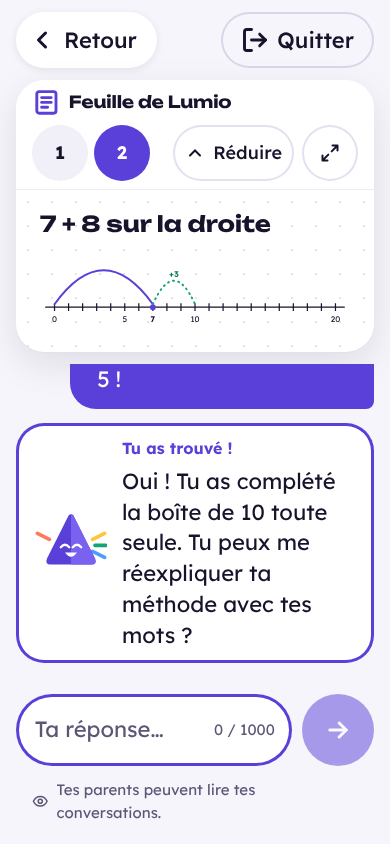 Retour
Quitter
Feuille de Lumio
1
2
Réduire
7 + 8 sur la droite
+3
0
5
7
10
20
5 !
Tu as trouvé !
Oui ! Tu as complété
la boîte de 10 toute
seule. Tu peux me
réexpliquer ta
méthode avec tes
mots ?
Ta réponse...
0 / 1000
Tes parents peuvent lire tes
conversations.